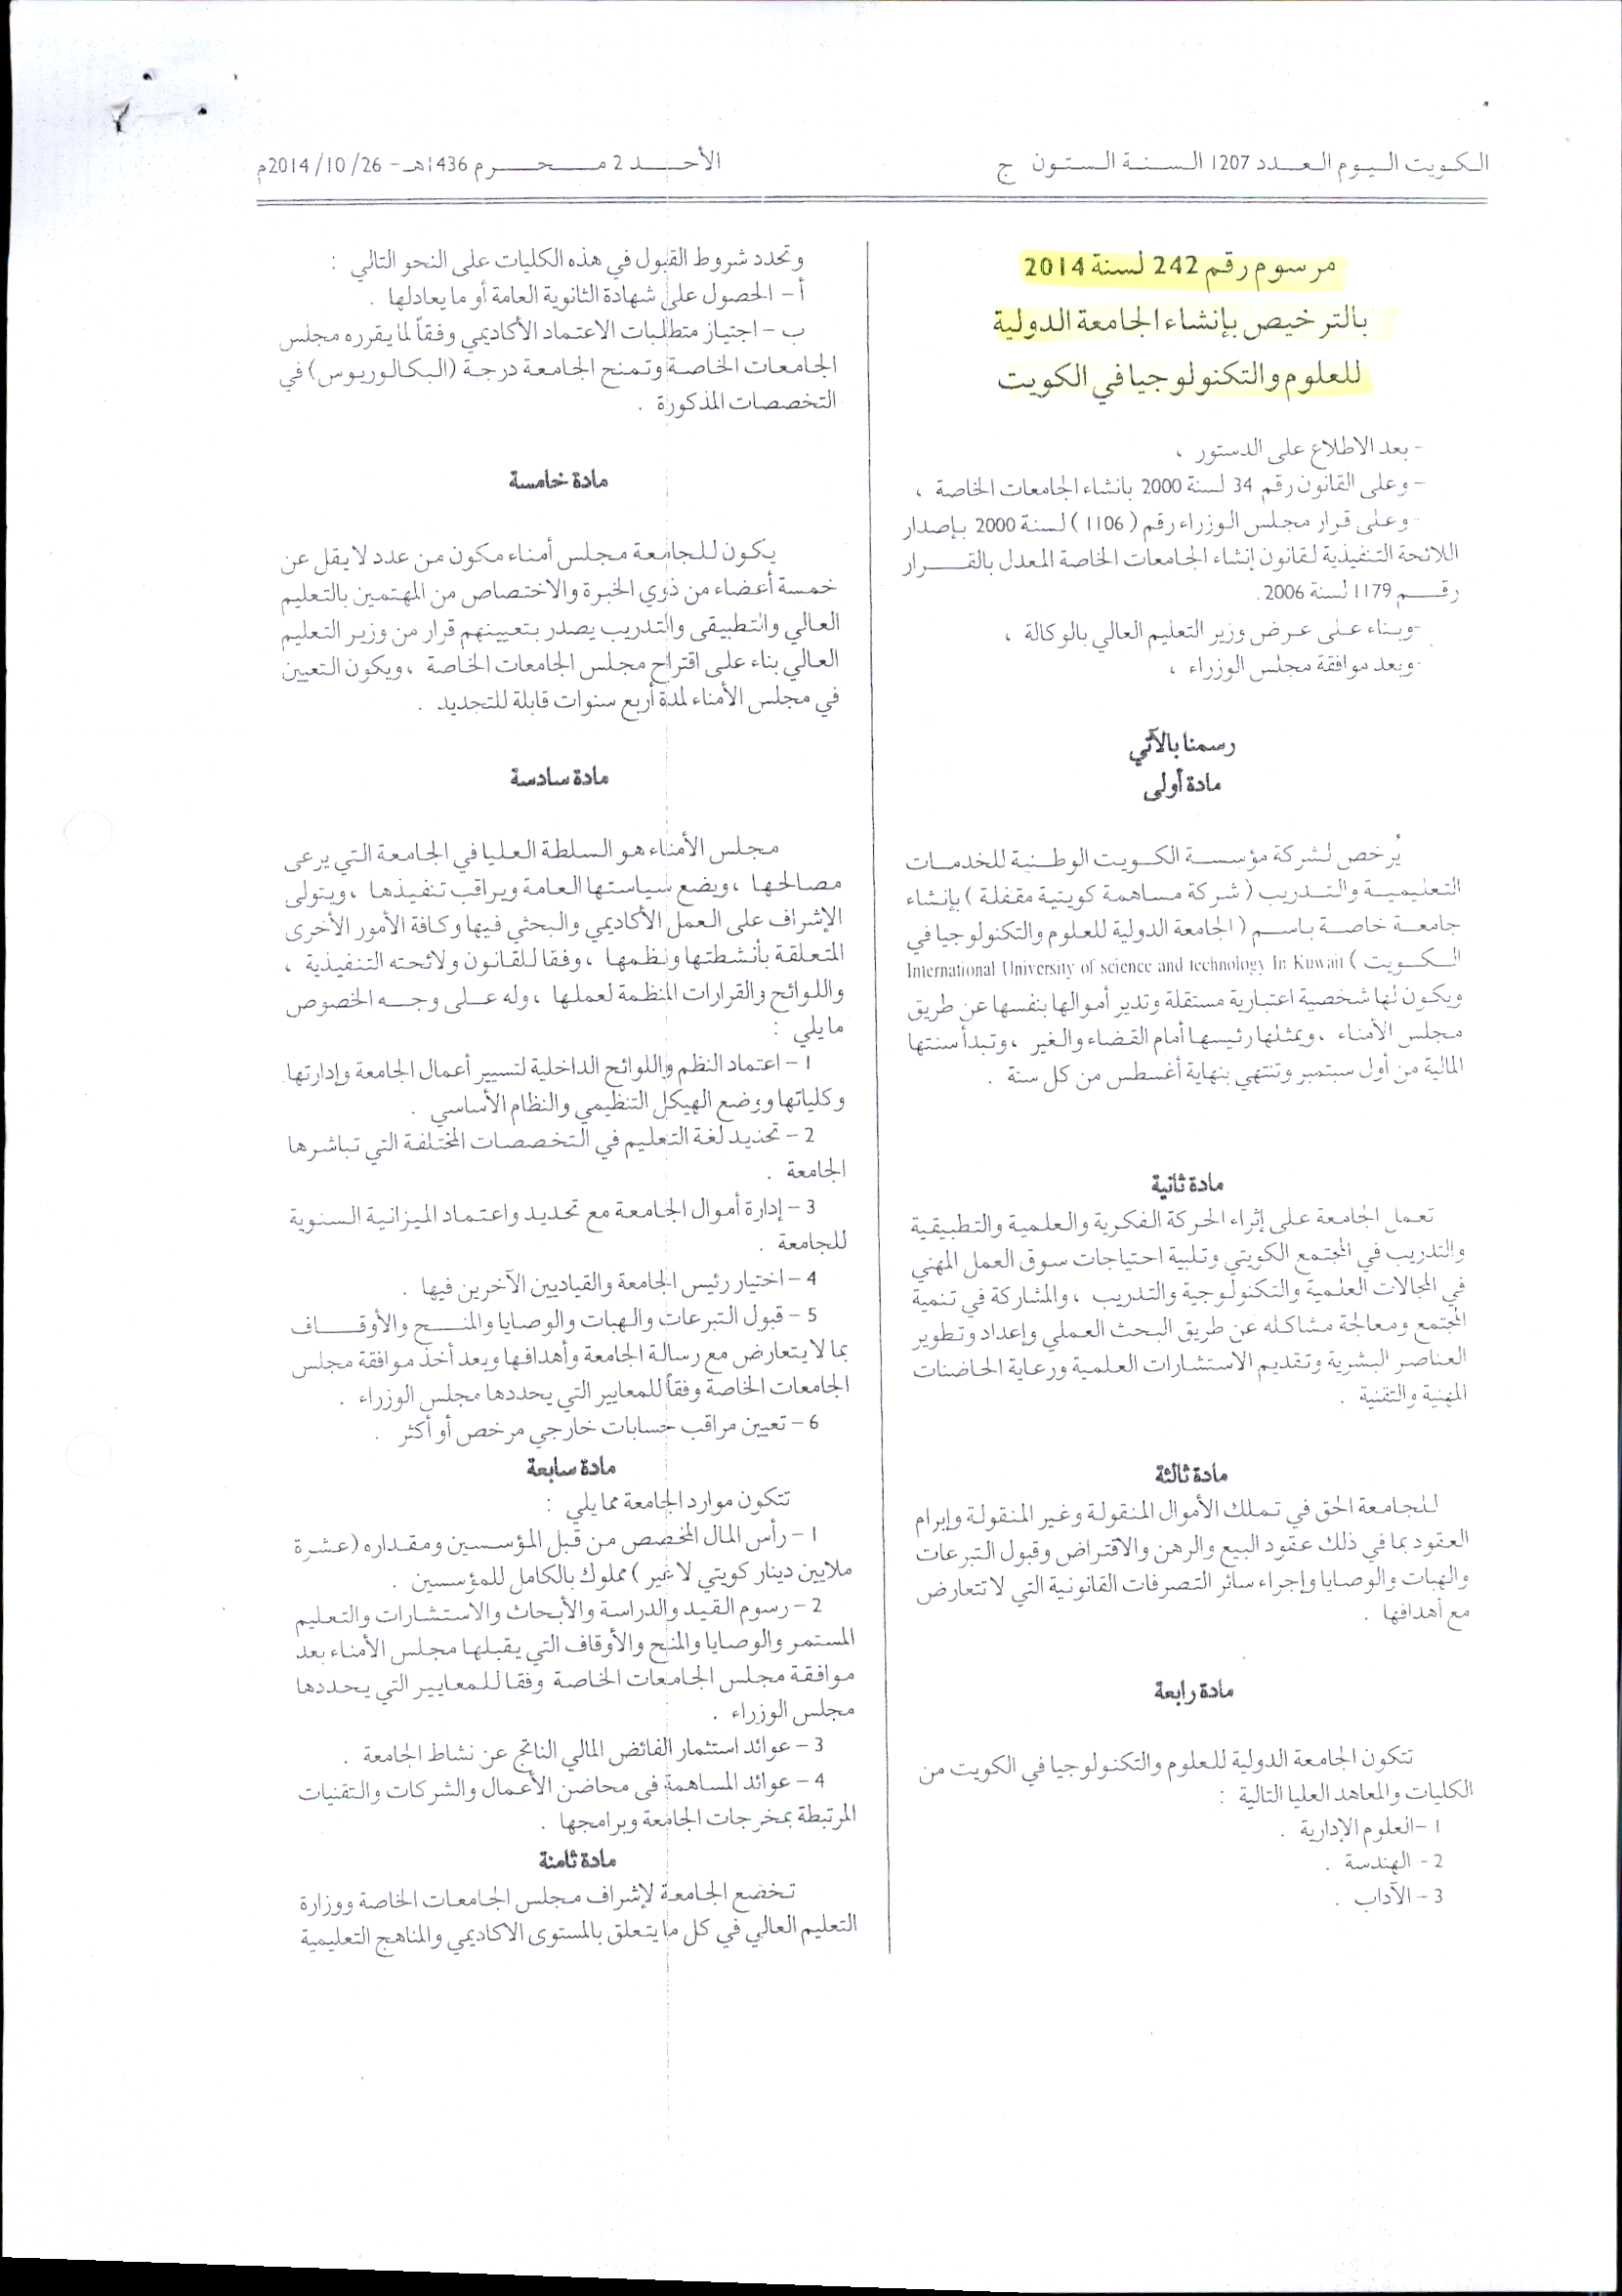 الكويت اليوم العدد 1207 السنة الستون ج
الأحد 2 محرم 1436هـ - 26 /10 /2014م
مرسوم رقم 242 لسنة 2014
بالترخيص بإنشاء الجامعة الدولية
للعلوم والتكنولوجيا في الكويت
- بعد الاطلاع على الدستور ،
- وعلى القانون رقم 34 لسنة 2000 بانشاء الجامعات الخاصة ،
- وعلى قرار مجلس الوزراء رقم ( 1106 ) لسنة 2000 بإصدار
اللائحة التنفيذية لقانون إنشاء الجامعات الخاصة المعدل بالقرار
رقم 1179 لسنة 2006.
-وبناء على عرض وزير التعليم العالي بالوكالة ،
-وبعد موافقة مجلس الوزراء ،
رسمنا بالآتي
مادة أولى
يُرخص لشركة مؤسسة الكويت الوطنية للخدمات
التعليمية والتدريب ( شركة مساهمة كويتية مقفلة ) بإنشاء
جامعة خاصة باسم ( الجامعة الدولية للعلوم والتكنولوجيا في
الكويت ) International University of science and technology In Kuwait
ويكون لها شخصية اعتبارية مستقلة وتدير أموالها بنفسها عن طريق
مجلس الأمناء ، ويمثلها رئيسها أمام القضاء والغير ، وتبدأ سنتها
المالية من أول سبتمبر وتنتهي بنهاية أغسطس من كل سنة .
مادة ثانية
تعمل الجامعة على إثراء الحركة الفكرية والعلمية والتطبيقية
والتدريب في المجتمع الكويتي وتلبية احتياجات سوق العمل المهني
في المجالات العلمية والتكنولوجية والتدريب ، والمشاركة في تنمية
المجتمع ومعالجة مشاكله عن طريق البحث العملي وإعداد وتطوير
العناصر البشرية وتقديم الاستشارات العلمية ورعاية الحاضنات
المهنية والتقنية .
مادة ثالثة
للجامعة الحق في تملك الأموال المنقولة وغير المنقولة وإبرام
العقود بما في ذلك عقود البيع والرهن والاقتراض وقبول التبرعات
والهبات والوصايا وإجراء سائر التصرفات القانونية التي لا تتعارض
مع أهدافها .
مادة رابعة
تتكون الجامعة الدولية للعلوم والتكنولوجيا في الكويت من
الكليات والمعاهد العليا التالية :
1 -العلوم الإدارية .
2 - الهندسة .
3 - الآداب .
وتحدد شروط القبول في هذه الكليات على النحو التالي :
أ - الحصول على شهادة الثانوية العامة أو ما يعادلها .
ب - اجتياز متطلبات الاعتماد الأكاديمي وفقاً لما يقرره مجلس
الجامعات الخاصة وتمنح الجامعة درجة (البكالوريوس) في
التخصصات المذكورة .
مادة خامسة
يكون للجامعة مجلس أمناء مكون من عدد لا يقل عن
خمسة أعضاء من ذوي الخبرة والاختصاص من المهتمين بالتعليم
العالي والتطبيقى والتدريب يصدر بتعيينهم قرار من وزير التعليم
العالي بناء على اقتراح مجلس الجامعات الخاصة ، ويكون التعيين
في مجلس الأمناء لمدة أربع سنوات قابلة للتجديد .
مادة سادسة
مجلس الأمناء هو السلطة العليا في الجامعة التي يرعى
مصالحها ، ويضع سياستها العامة ويراقب تنفيذها ، ويتولى
الإشراف على العمل الأكاديمي والبحثي فيها وكافة الأمور الأخرى
المتعلقة بأنشطتها ونظمها ، وفقا للقانون ولائحته التنفيذية ،
واللوائح والقرارات المنظمة لعملها ، وله على وجه الخصوص
مايلي :
1 - اعتماد النظم واللوائح الداخلية لتسيير أعمال الجامعة وإدارتها
وكلياتها ووضع الهيكل التنظيمي والنظام الأساسي .
2 - تحديد لغة التعليم في التخصصات المختلفة التي تباشرها
الجامعة .
3 - إدارة أموال الجامعة مع تحديد واعتماد الميزانية السنوية
للجامعة .
4 - اختيار رئيس الجامعة والقياديين الآخرين فيها .
5 - قبول التبرعات والهبات والوصايا والمنح والأوقاف
بما لا يتعارض مع رسالة الجامعة وأهدافها وبعد أخذ موافقة مجلس
الجامعات الخاصة وفقاً للمعايير التي يحددها مجلس الوزراء .
6 - تعيين مراقب حسابات خارجي مرخص أو أكثر .
مادة سابعة
تتكون موارد الجامعة مما يلي :
1 - رأس المال المخصص من قبل المؤسسين ومقداره (عشرة
ملايين دينار كويتي لا غير ) مملوك بالكامل للمؤسسين .
2 - رسوم القيد والدراسة والأبحاث والاستشارات والتعليم
المستمر والوصايا والمنح والأوقاف التي يقبلها مجلس الأمناء بعد
موافقة مجلس الجامعات الخاصة وفقا للمعايير التي يحددها
مجلس الوزراء .
3 - عوائد استثمار الفائض المالي الناتج عن نشاط الجامعة .
4 - عوائد المساهمة فى محاضن الأعمال والشركات والتقنيات
المرتبطة بمخرجات الجامعة وبرامجها .
مادة ثامنة
تخضع الجامعة لإشراف مجلس الجامعات الخاصة ووزارة
التعليم العالي في كل ما يتعلق بالمستوى الاكاديمي والمناهج التعليمية